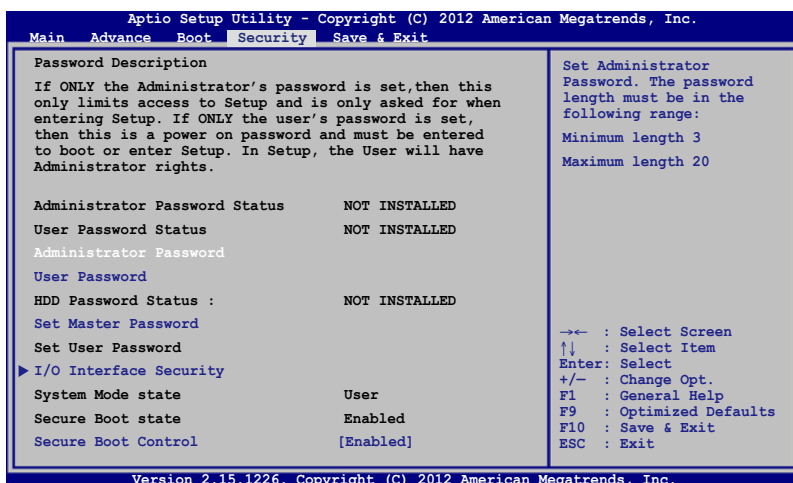 Aptio Setup Utility - Copyright (C) 2012 American Megatrends, Inc.
Main Advance Boot Security Save & Exit
Password Description
If ONLY the Administrator's password is set,then this
only limits access to Setup and is only asked for when
entering Setup. If ONLY the user's password is set,
then this is a power on password and must be entered
to boot or enter Setup. In Setup, the User will have
Administrator rights.
Administrator Password Status NOT INSTALLED
User Password Status NOT INSTALLED
Administrator Password
User Password
HDD Password Status : NOT INSTALLED
Set Master Password
Set User Password
I/O Interface Security
System Mode state User
Secure Boot state Enabled
Secure Boot Control [Enabled]
Set Administrator
Password. The password
length must be in the
following range:
Minimum length 3
Maximum length 20
→← : Select Screen
↑↓ : Select Item
Enter: Select
+/— : Change Opt.
F1 : General Help
F9 : Optimized Defaults
F10 : Save & Exit
ESC : Exit
Version 2.15.1226. Copyright (C) 2012 American Megatrends, Inc.